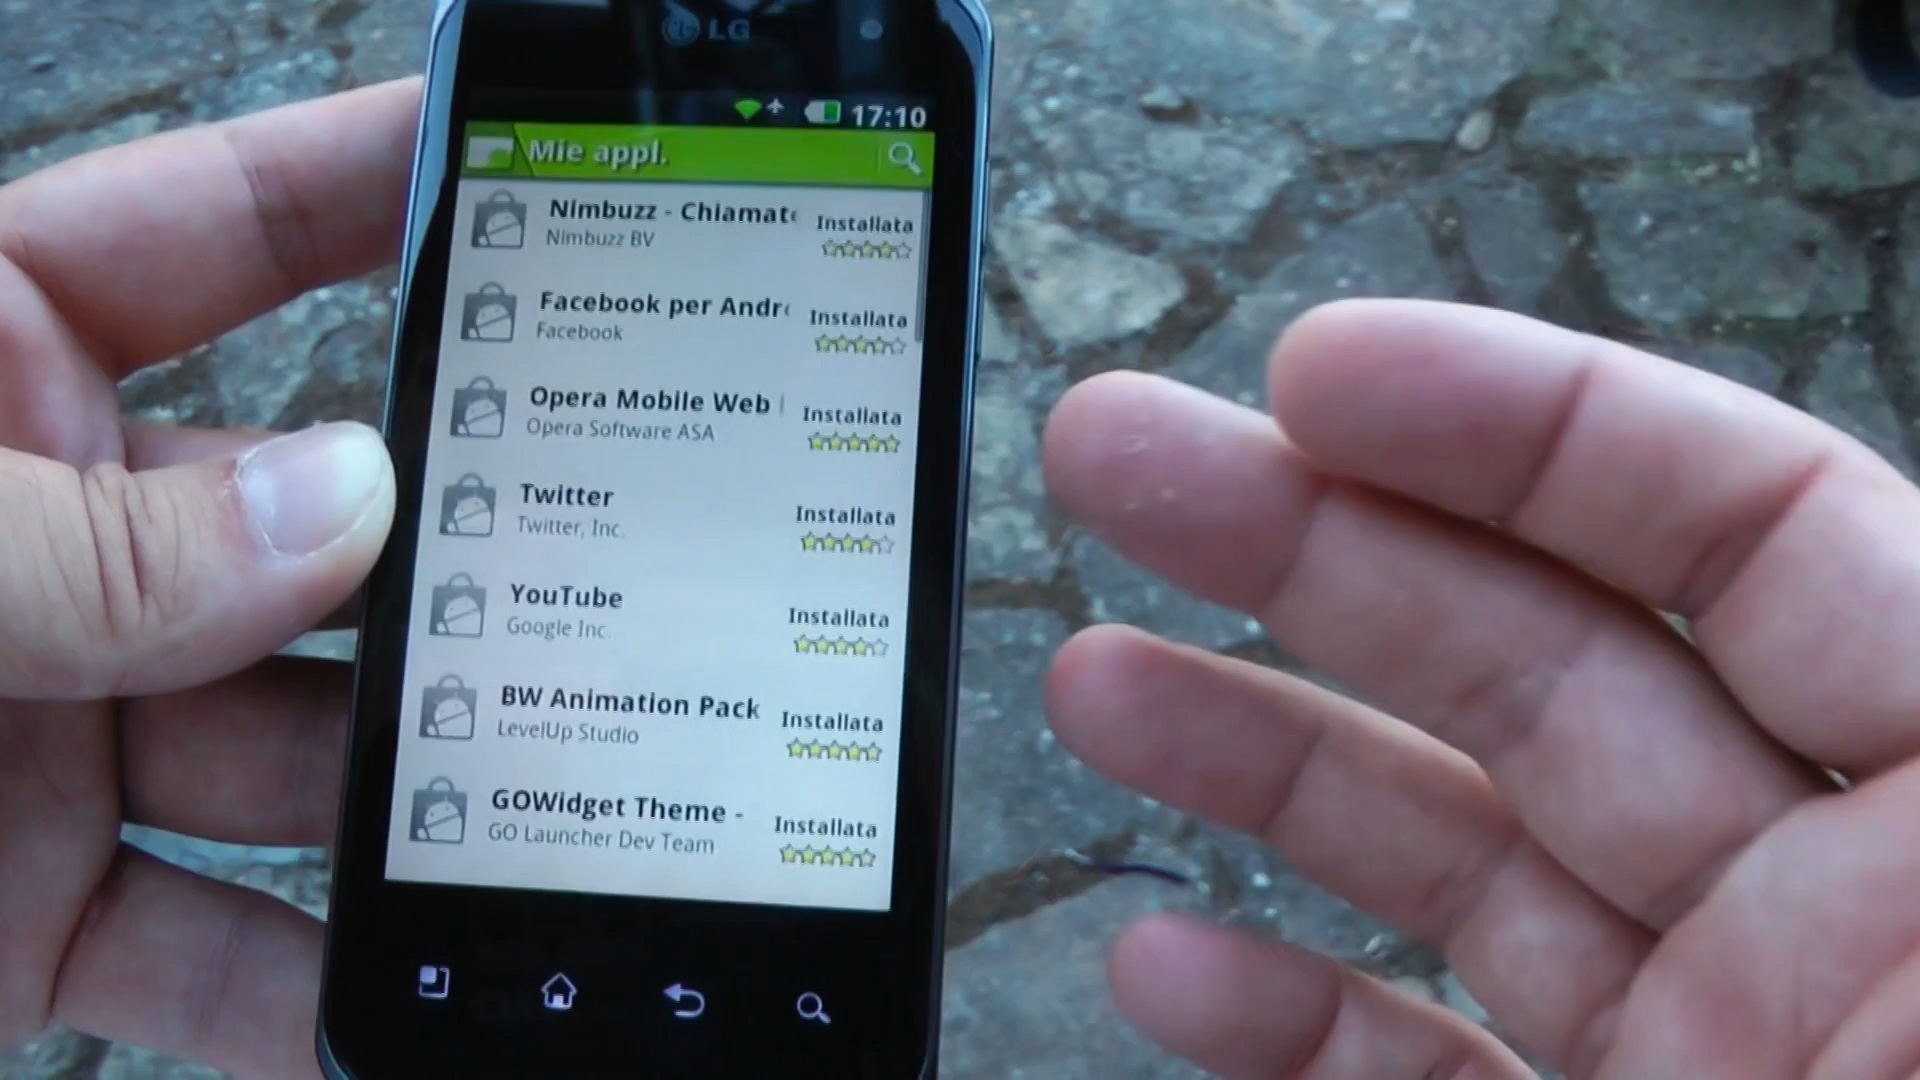 LG
17:10
Mie appl.
Nimbuzz - Chiamate
Installata
Nimbuzz BV
Facebook per Andr
Installata
Facebook
Opera Mobile Web
Installata
Opera Software ASA
Twitter
Installata
Twitter, Inc.
YouTube
Installata
Google Inc.
BW Animation Pack
Installata
LevelUp Studio
GOWidget Theme -
Installata
GO Launcher Dev Team